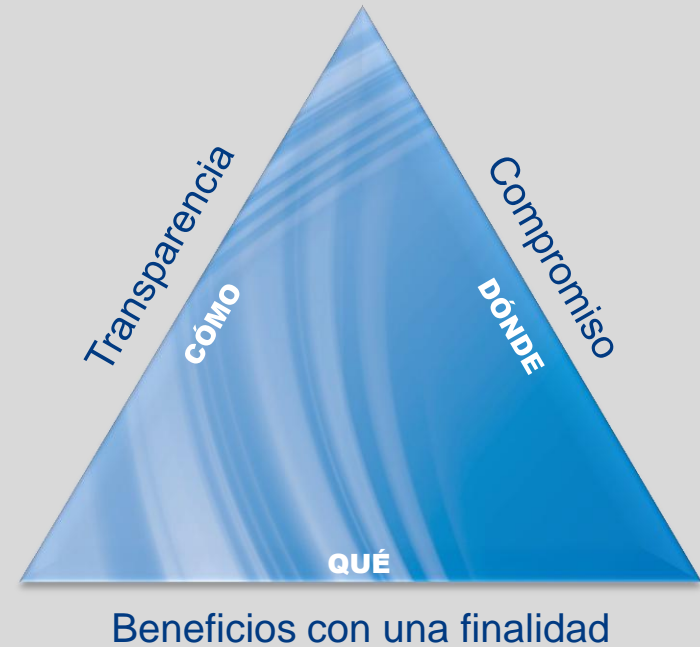 Transparencia
Compromiso
CÓMO
DÓNDE
QUÉ
Beneficios con una finalidad